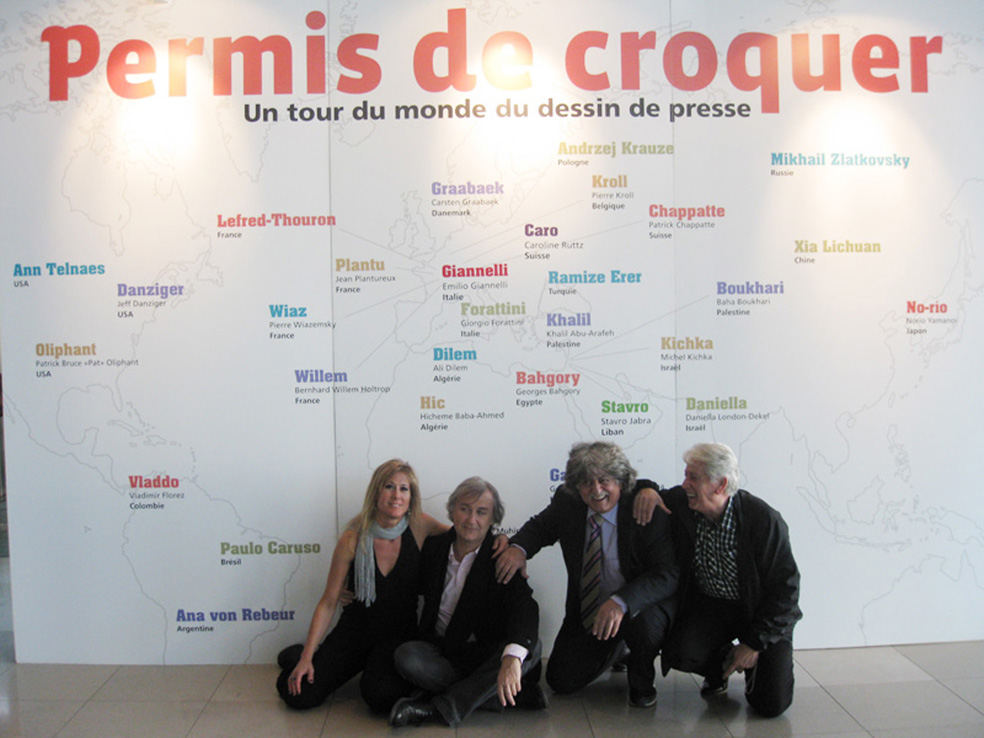 Permis de croquer
Un tour du monde du dessin de presse
Andrzej Krauze
Pologne
Mikhail Zlatkovsky
Russie
Graabaek
Carsten Graabaek
Danemark
Kroll
Pierre Kroll
Belgique
Lefred-Thouron
France
Chappatte
Patrick Chappatte
Suisse
Caro
Caroline Rüttz
Suisse
Xia Lichuan
Chine
Ann Telnaes
USA
Plantu
Jean Plantureux
France
Giannelli
Emilio Giannelli
Italie
Ramize Erer
Turquie
Danziger
Jeff Danziger
USA
Boukhari
Baha Boukhari
Palestine
Wiaz
Pierre Wiazemsky
France
Forattini
Giorgio Forattini
Italie
Khalil
Khalil Abu-Arafeh
Palestine
No-rio
Norio Yamanoi
Japon
Oliphant
Patrick Bruce «Pat» Oliphant
USA
Dilem
Ali Dilem
Algérie
Kichka
Michel Kichka
Israël
Willem
Bernhard Willem Holtrop
France
Bahgory
Georges Bahgory
Egypte
Hic
Hicheme Baba-Ahmed
Algérie
Stavro
Stavro Jabra
Liban
Daniella
Daniella London-Dekel
Israël
Vladdo
Vladimir Florez
Colombie
Paulo Caruso
Brésil
Ana von Rebeur
Argentine